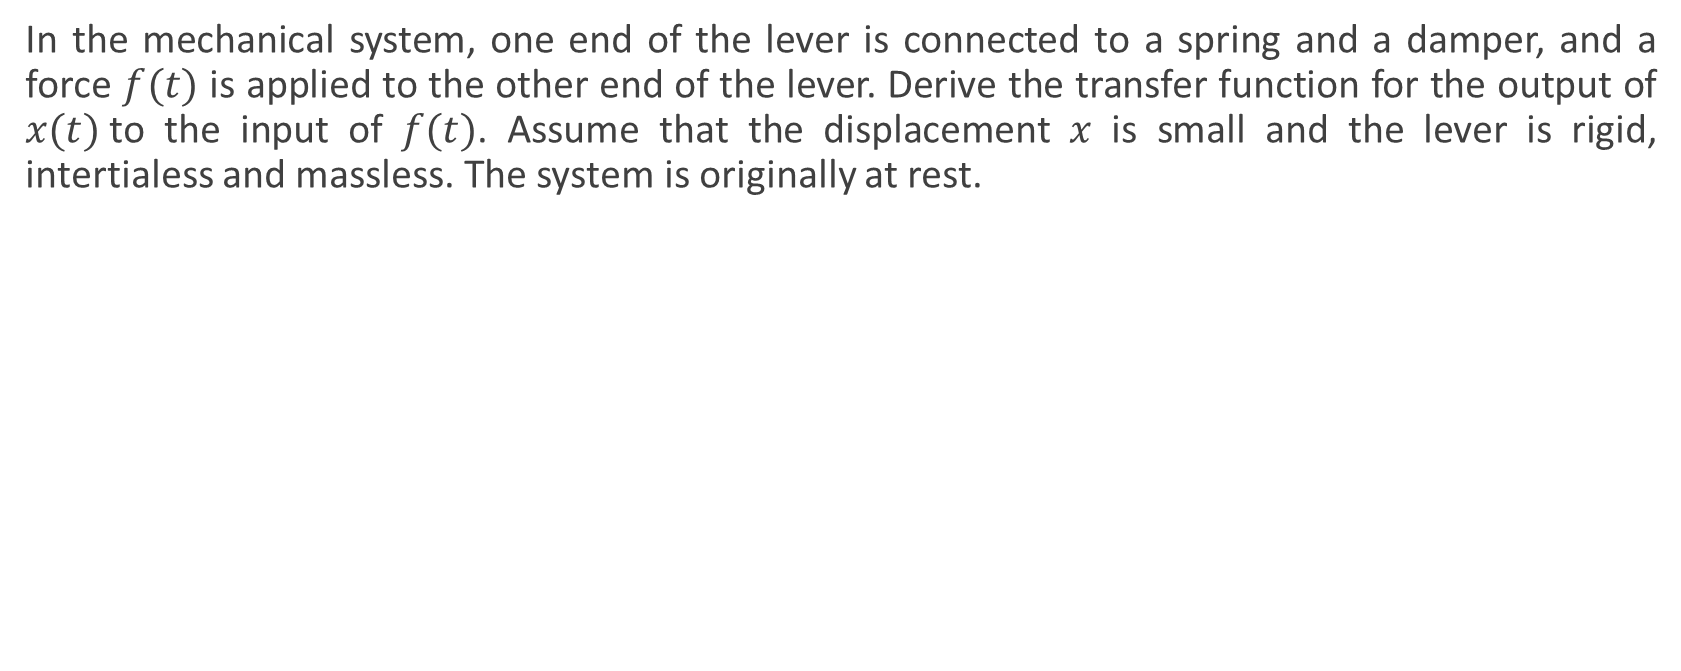 In the mechanical system, one end of the lever is connected to a spring and a damper, and a
force f(t) is applied to the other end of the lever. Derive the transfer function for the output of
x(t) to the input of f(t). Assume that the displacement x is small and the lever is rigid,
intertialess and massless. The system is originally at rest.